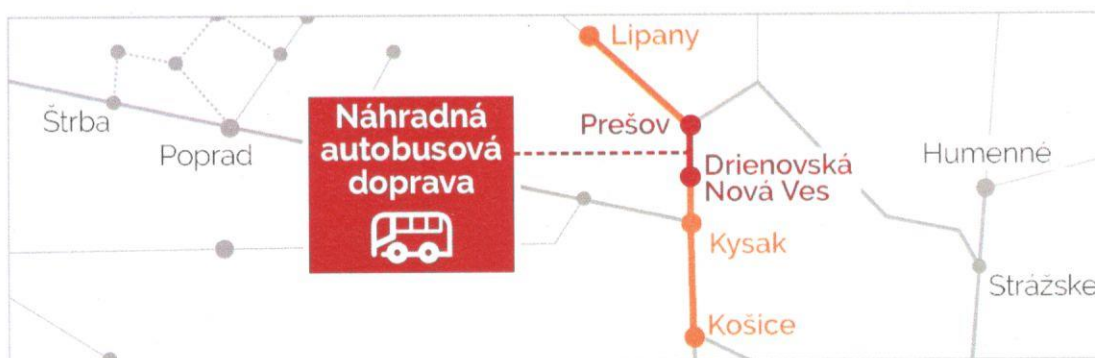 Lipany
Štrba
Poprad
Náhradná
autobusová
doprava
Prešov
Drienovská
Nová Ves
Humenné
Kysak
Strážske
Košice